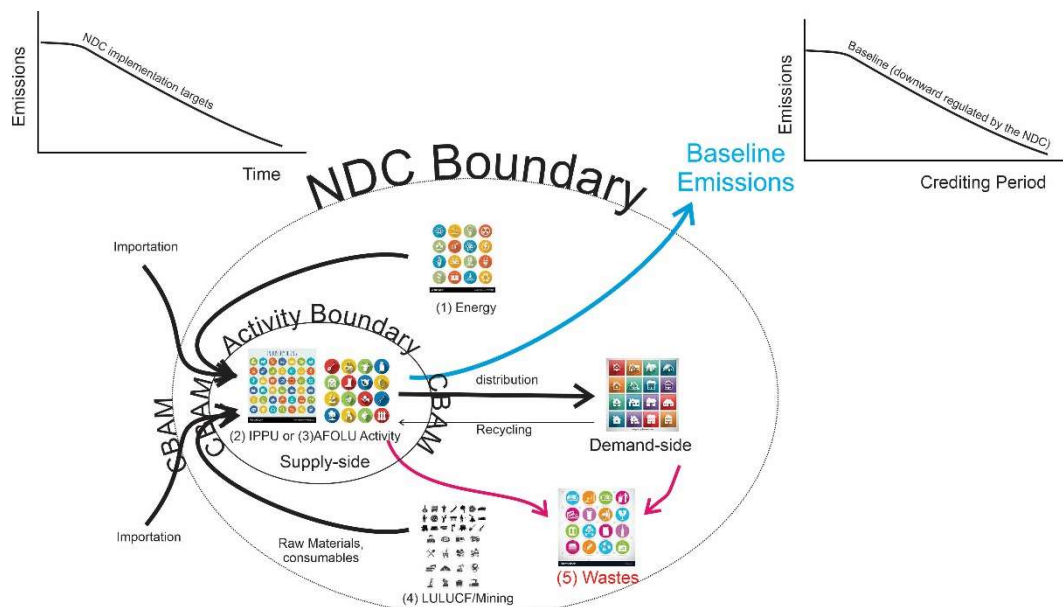 Emissions
NDC implementation targets
Time
Emissions
Baseline (downward regulated by the NDC)
Crediting Period
NDC Boundary
Baseline
Emissions
Importation
(1) Energy
Activity Boundary
CBAM
CBAM
CBAM
distribution
Recycling
(2) IPPU or (3)AFOLU Activity
Supply-side
Demand-side
Importation
Raw Materials,
consumables
(4) LULUCF/Mining
(5) Wastes